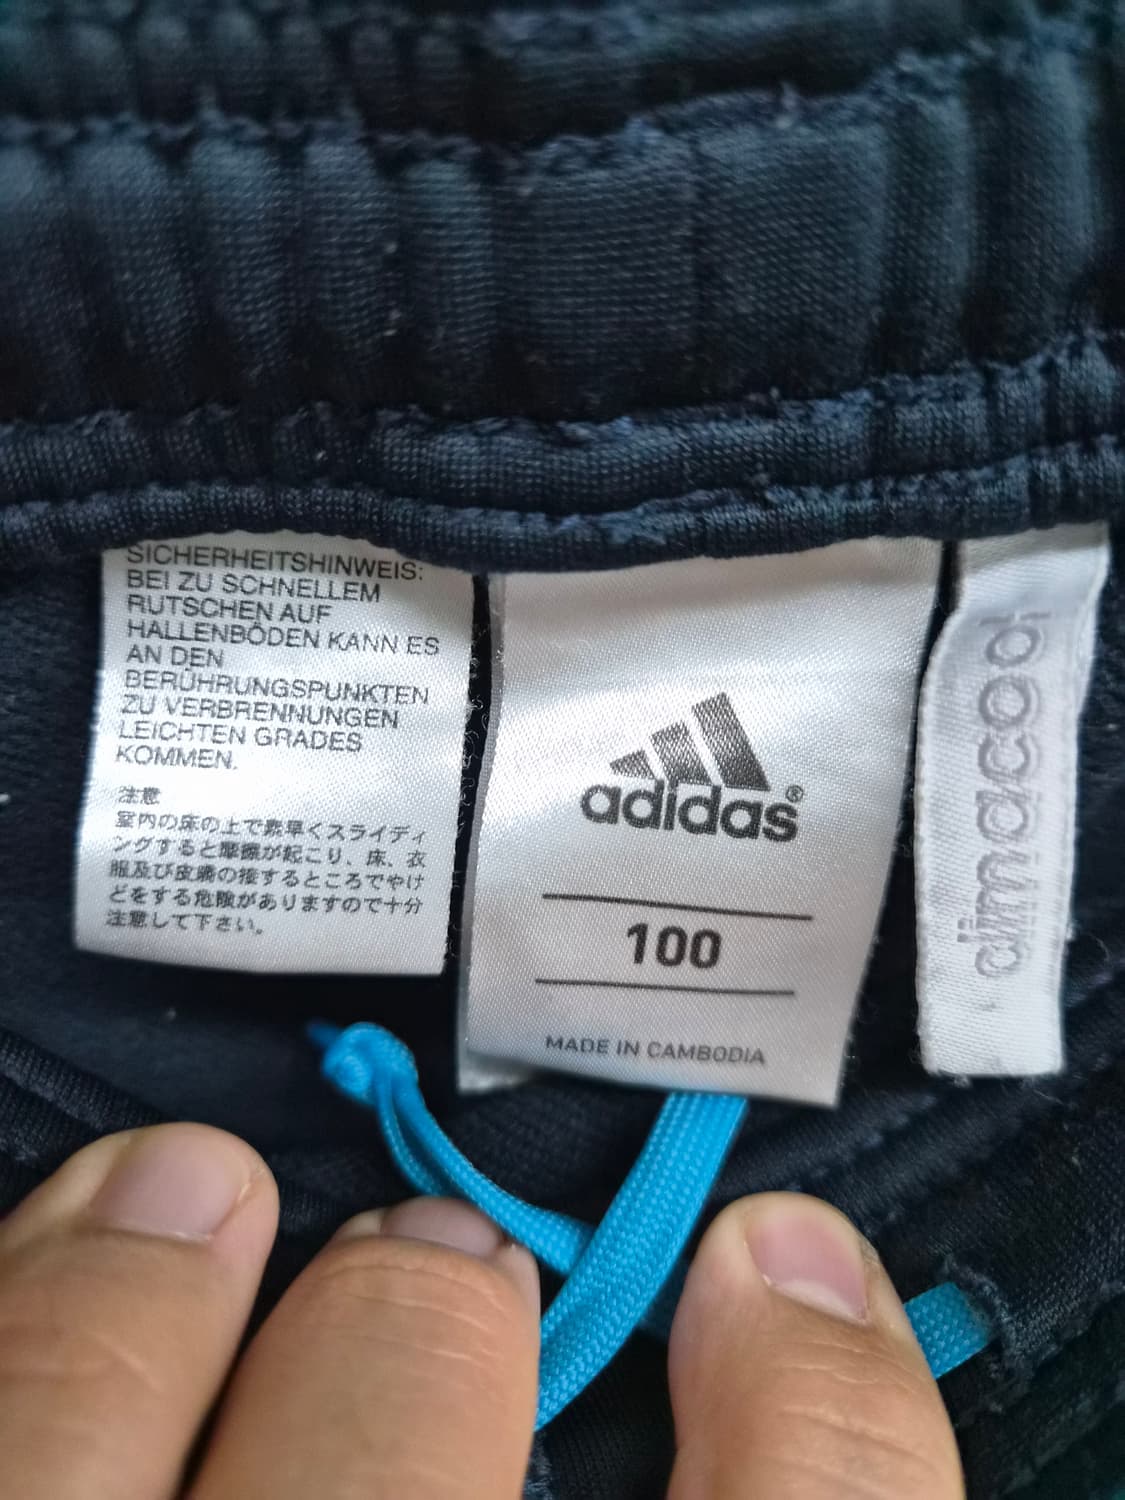 SICHERHEITSHINWEIS:
BEI ZU SCHNELLEM
RUTSCHEN AUF
HALLENBÖDEN KANN ES
AN DEN
BERÜHRUNGSPUNKTEN
ZU VERBRENNUNGEN
LEICHTEN GRADES
KOMMEN.
注意
室内の床の上で素早くスライディ
ングすると摩擦が起こり、床、衣
服及び皮膚の接するところでやけ
どをする危険がありますので十分
注意して下さい。
adidas®
100
MADE IN CAMBODIA
climacool